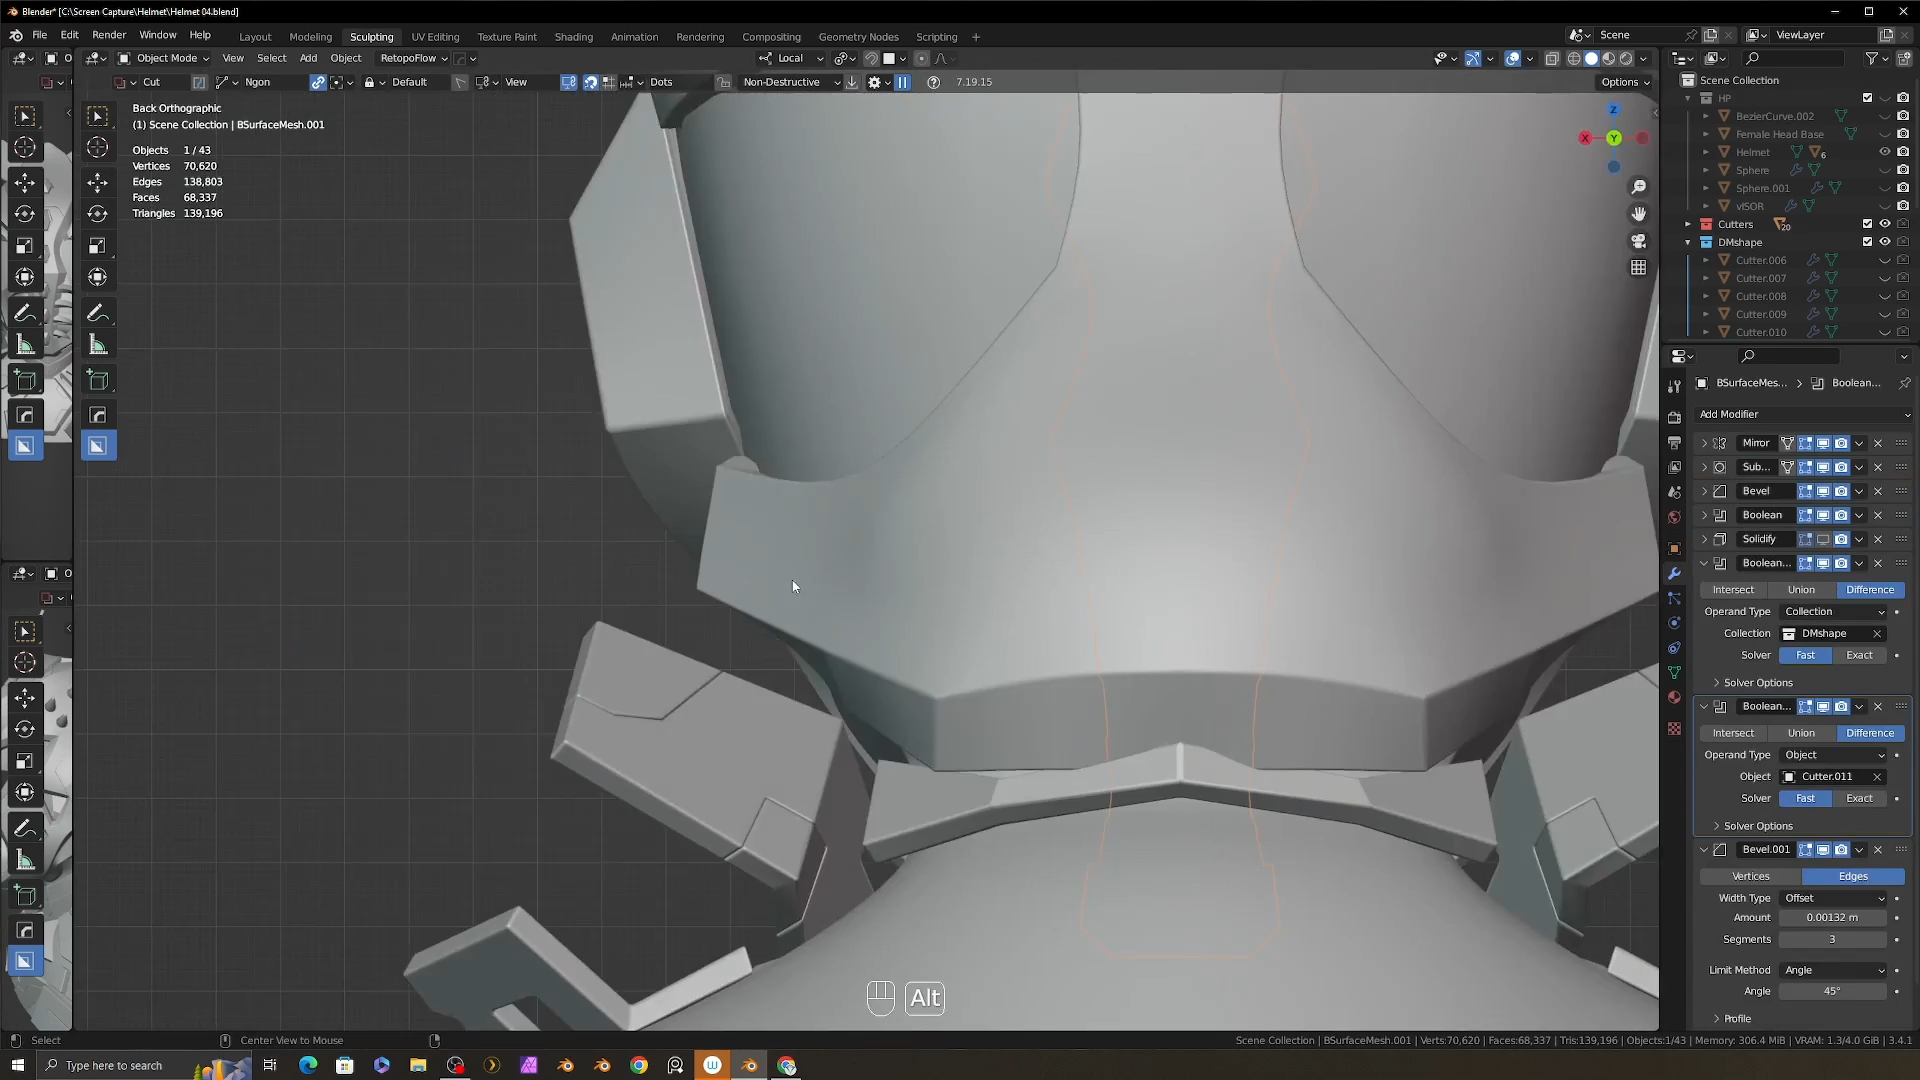 Blender* [C:\Screen Capture\Helmet\Helmet 04.blend]
File Edit Render Window Help Layout Modeling Sculpting UV Editing Texture Paint Shading Animation Rendering Compositing Geometry Nodes Scripting + Scene ViewLayer
Object Mode View Select Add Object RetopoFlow Local
Cut Ngon Default View Dots Non-Destructive 7.19.15 Options
Back Orthographic
(1) Scene Collection | BSurfaceMesh.001
Objects 1 / 43
Vertices 70,620
Edges 138,803
Faces 68,337
Triangles 139,196
Z
X
Y
Scene Collection
HP
BezierCurve.002
Female Head Base
Helmet 6
Sphere
Sphere.001
vISOR
Cutters 20
DMshape
Cutter.006
Cutter.007
Cutter.008
Cutter.009
Cutter.010
BSurfaceMes... > Boolean...
Add Modifier
Mirror
Sub...
Bevel
Boolean
Solidify
Boolean...
Intersect Union Difference
Operand Type Collection
Collection DMshape
Solver Fast Exact
Solver Options
Boolean...
Intersect Union Difference
Operand Type Object
Object Cutter.011
Solver Fast Exact
Solver Options
Bevel.001
Vertices Edges
Width Type Offset
Amount 0.00132 m
Segments 3
Limit Method Angle
Angle 45°
Profile
Alt
Select Center View to Mouse Scene Collection | BSurfaceMesh.001 | Verts:70,620 | Faces:68,337 | Tris:139,196 | Objects:1/43 | Memory: 306.4 MiB | VRAM: 1.3/4.0 GiB | 3.4.1
Type here to search